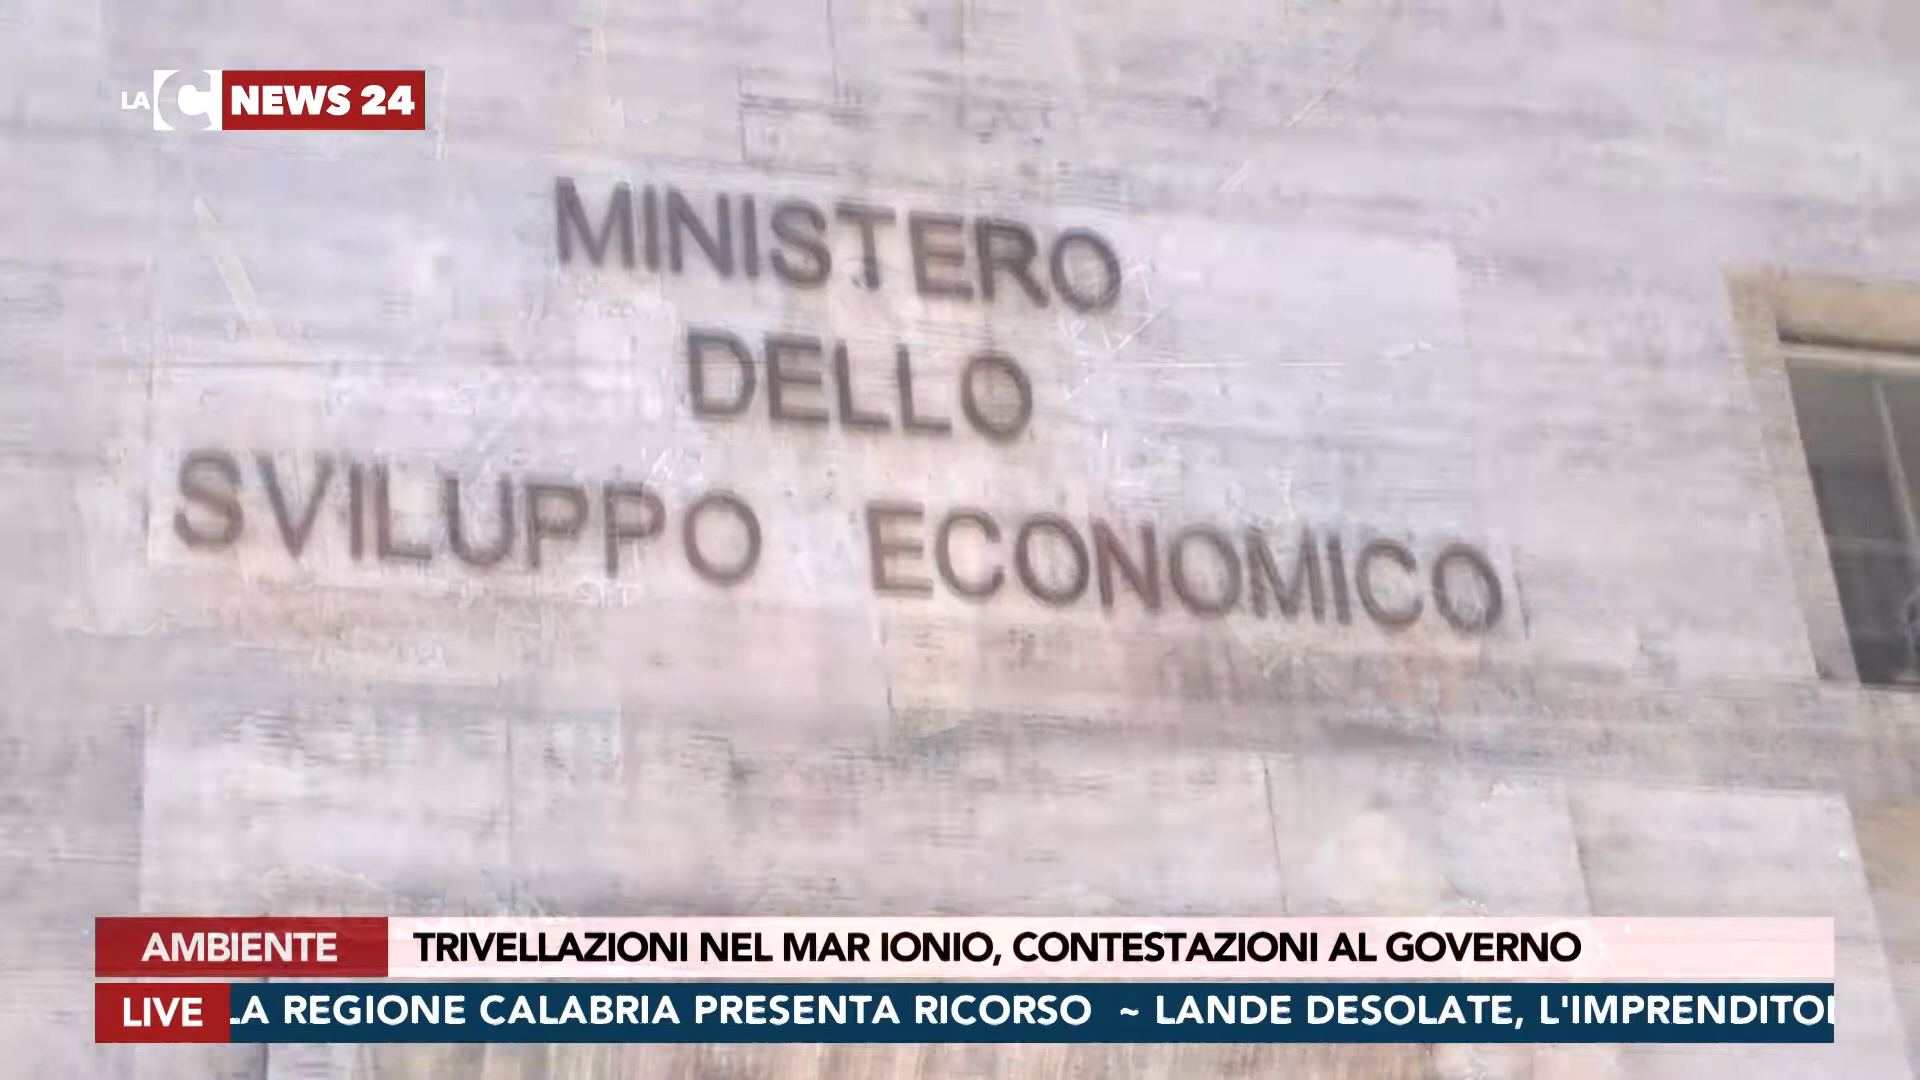 LA C NEWS 24
MINISTERO
DELLO
SVILUPPO ECONOMICO
AMBIENTE TRIVELLAZIONI NEL MAR IONIO, CONTESTAZIONI AL GOVERNO
LIVE LA REGIONE CALABRIA PRESENTA RICORSO ~ LANDE DESOLATE,